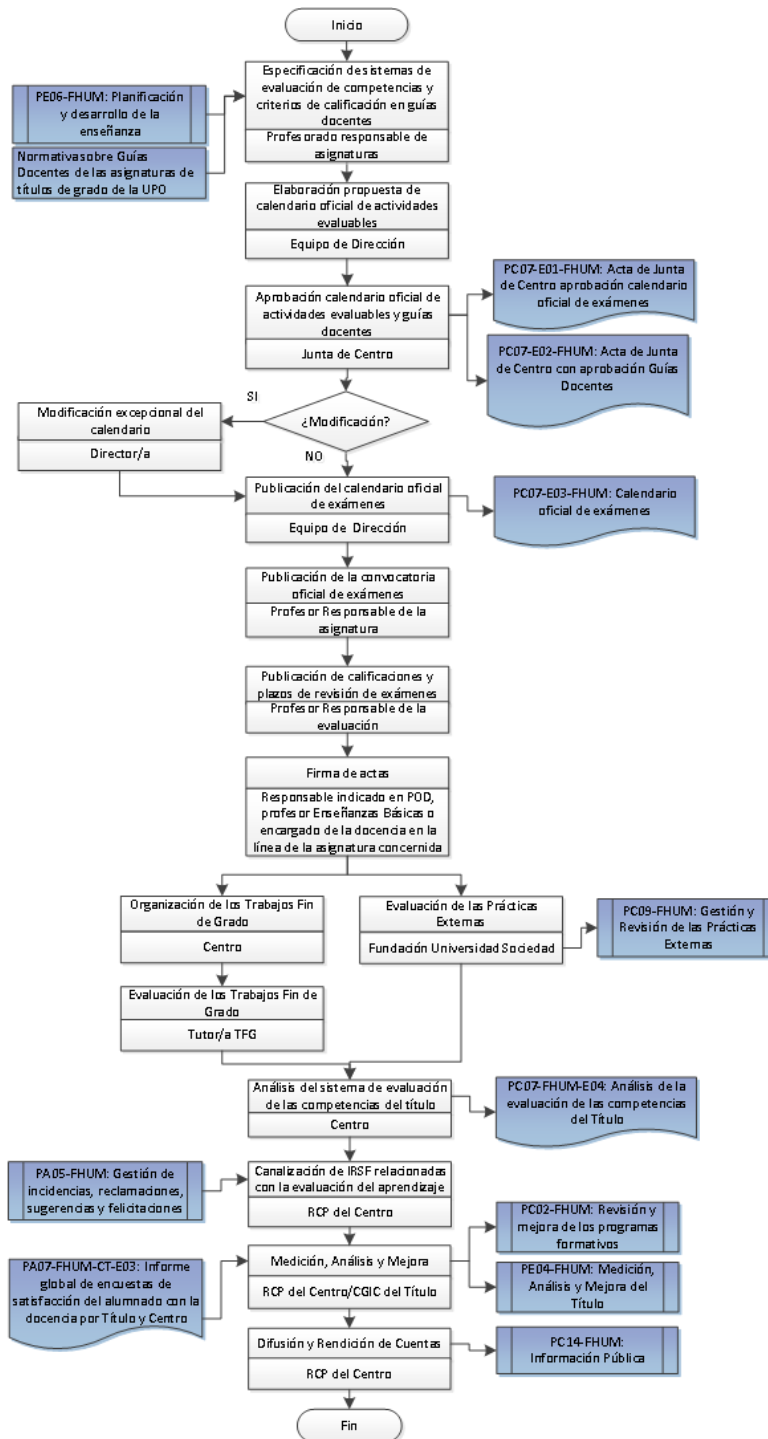 Inicio
Especificación de sistemas de
evaluación de competencias y
criterios de calificación en guías
docentes
Profesorado responsable de
asignaturas
PE06-FHUM: Planificación
y desarrollo de la
enseñanza
Normativa sobre Guías
Docentes de las asignaturas de
títulos de grado de la UPO
Elaboración propuesta de
calendario oficial de actividades
evaluables
Equipo de Dirección
Aprobación calendario oficial de
actividades evaluables y guías
docentes
Junta de Centro
PC07-E01-FHUM: Acta de Junta
de Centro aprobación calendario
oficial de exámenes
PC07-E02-FHUM: Acta de Junta
de Centro con aprobación Guías
Docentes
SI
¿Modificación?
Modificación excepcional del
calendario
Director/a
NO
Publicación del calendario oficial
de exámenes
Equipo de Dirección
PC07-E03-FHUM: Calendario
oficial de exámenes
Publicación de la convocatoria
oficial de exámenes
Profesor Responsable de la
asignatura
Publicación de calificaciones y
plazos de revisión de exámenes
Profesor Responsable de la
evaluación
Firma de actas
Responsable indicado en POD,
profesor Enseñanzas Básicas o
encargado de la docencia en la
línea de la asignatura concernida
Organización de los Trabajos Fin
de Grado
Centro
Evaluación de las Prácticas
Externas
Fundación Universidad Sociedad
PC09-FHUM: Gestión y
Revisión de las Prácticas
Externas
Evaluación de los Trabajos Fin de
Grado
Tutor/a TFG
Análisis del sistema de evaluación
de las competencias del título
Centro
PC07-FHUM-E04: Análisis de la
evaluación de las competencias
del Título
PA05-FHUM: Gestión de
incidencias, reclamaciones,
sugerencias y felicitaciones
Canalización de IRSF relacionadas
con la evaluación del aprendizaje
RCP del Centro
PC02-FHUM: Revisión y
mejora de los programas
formativos
PA07-FHUM-CT-E03: Informe
global de encuestas de
satisfacción del alumnado con la
docencia por Título y Centro
Medición, Análisis y Mejora
RCP del Centro/CGIC del Título
PE04-FHUM: Medición,
Análisis y Mejora del
Título
Difusión y Rendición de Cuentas
RCP del Centro
PC14-FHUM:
Información Pública
Fin